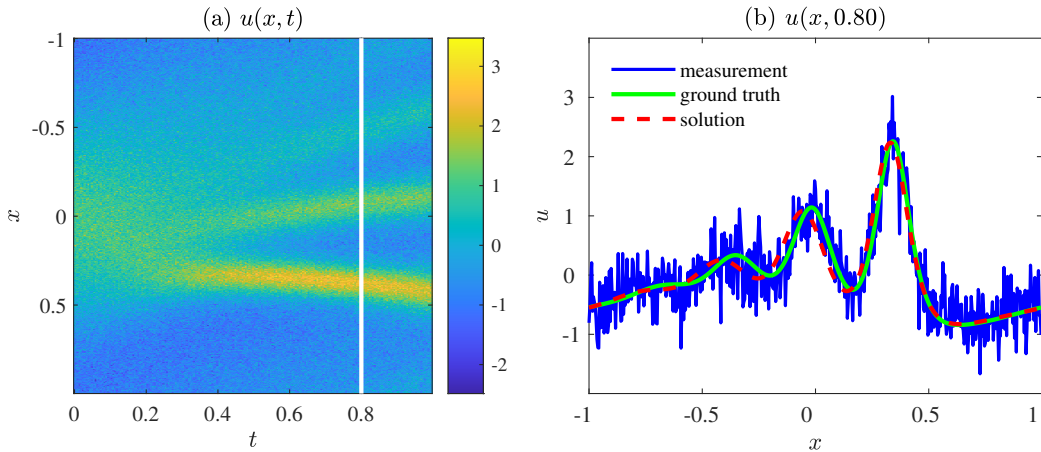 (a) u(x, t)
-1
-0.5
0
0.5
x
0 0.2 0.4 0.6 0.8 1
t
3
2
1
0
-1
-2
(b) u(x, 0.80)
measurement
ground truth
solution
3
2
1
0
-1
u
-1 -0.5 0 0.5 1
x